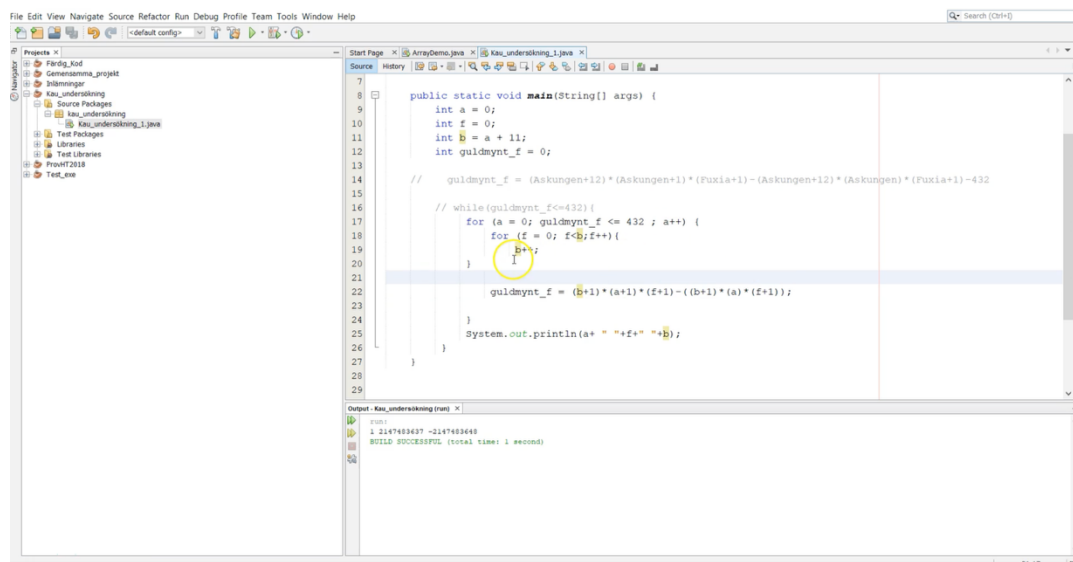 File Edit View Navigate Source Refactor Run Debug Profile Team Tools Window Help
Search (Ctrl+I)
<default config>
Projects
Start Page ArrayDemo.java Kau_undersökning_1.java
Navigator
Färdig_Kod
Gemensamma_projekt
Inlämningar
Kau_undersökning
Source Packages
kau_undersökning
Kau_undersökning_1.java
Test Packages
Libraries
Test Libraries
ProvHT2018
Test_exe
Source History
7
8 public static void main(String[] args) {
9 int a = 0;
10 int f = 0;
11 int b = a + 11;
12 int guldmynt_f = 0;
13
14 // guldmynt_f = (Askungen+12)*(Askungen+1)*(Fuxia+1)-(Askungen+12)*(Askungen)*(Fuxia+1)-432
15
16 // while(guldmynt_f<=432){
17 for (a = 0; guldmynt_f <= 432 ; a++) {
18 for (f = 0; f<b;f++){
19 b++;
20 }
21
22 guldmynt_f = (b+1)*(a+1)*(f+1)-((b+1)*(a)*(f+1));
23
24 }
25 System.out.println(a+ " "+f+" "+b);
26 }
27 }
28
29
Output - Kau_undersökning (run)
run:
1 2147483637 -2147483648
BUILD SUCCESSFUL (total time: 1 second)